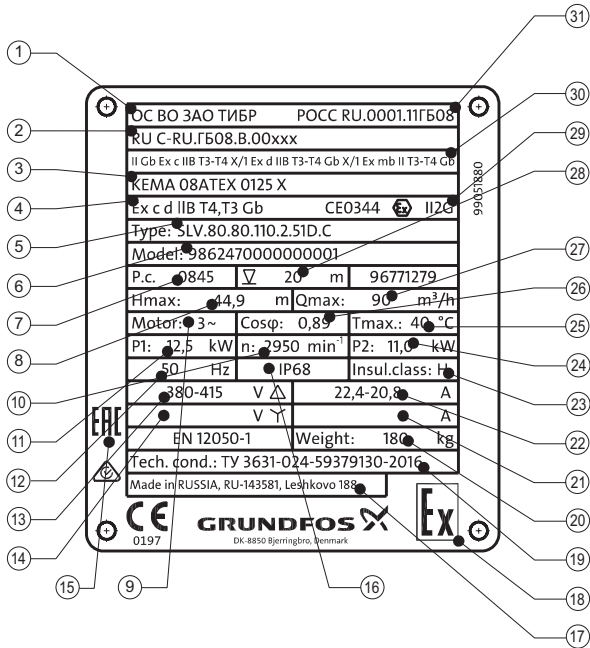 1
31
2
30
29
3
28
4
5
27
6
26
7
25
8
24
10
23
11
22
12
21
13
20
14
19
15
9
16
18
17
ОС ВО ЗАО ТИБР РОСС RU.0001.11ГБ08
RU C-RU.ГБ08.В.00xxx
II Gb Ex c IIB T3-T4 X/1 Ex d IIB T3-T4 Gb X/1 Ex mb II T3-T4 Gb
KEMA 08ATEX 0125 X
Ex c d IIB T4,T3 Gb CE0344 Ex II2G
Type: SLV.80.80.110.2.51D.C
Model: 9862470000000001
P.c. 0845 20 m 96771279
Hmax: 44,9 m Qmax: 90 m³/h
Motor: 3~ Cosφ: 0,89 Tmax.: 40 °C
P1: 12,5 kW n: 2950 min⁻¹ P2: 11,0 kW
50 Hz IP68 Insul.class: H
380-415 V △ 22,4-20,8 A
V Y A
EN 12050-1 Weight: 180 kg
Tech. cond.: ТУ 3631-024-59379130-2016
Made in RUSSIA, RU-143581, Leshkovo 188
99051880
EAC
CE
0197
GRUNDFOS
DK-8850 Bjerringbro, Denmark
Ex